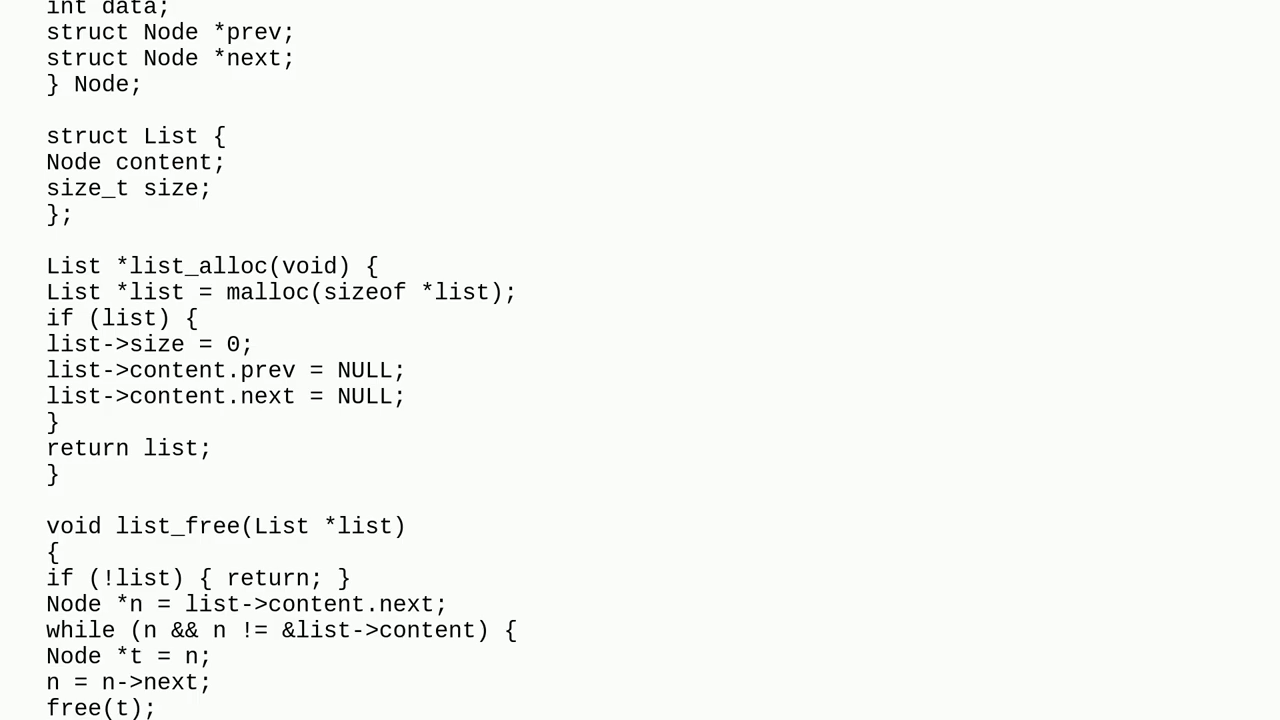 int data;
struct Node *prev;
struct Node *next;
} Node;

struct List {
Node content;
size_t size;
};

List *list_alloc(void) {
List *list = malloc(sizeof *list);
if (list) {
list->size = 0;
list->content.prev = NULL;
list->content.next = NULL;
}
return list;
}

void list_free(List *list)
{
if (!list) { return; }
Node *n = list->content.next;
while (n && n != &list->content) {
Node *t = n;
n = n->next;
free(t);